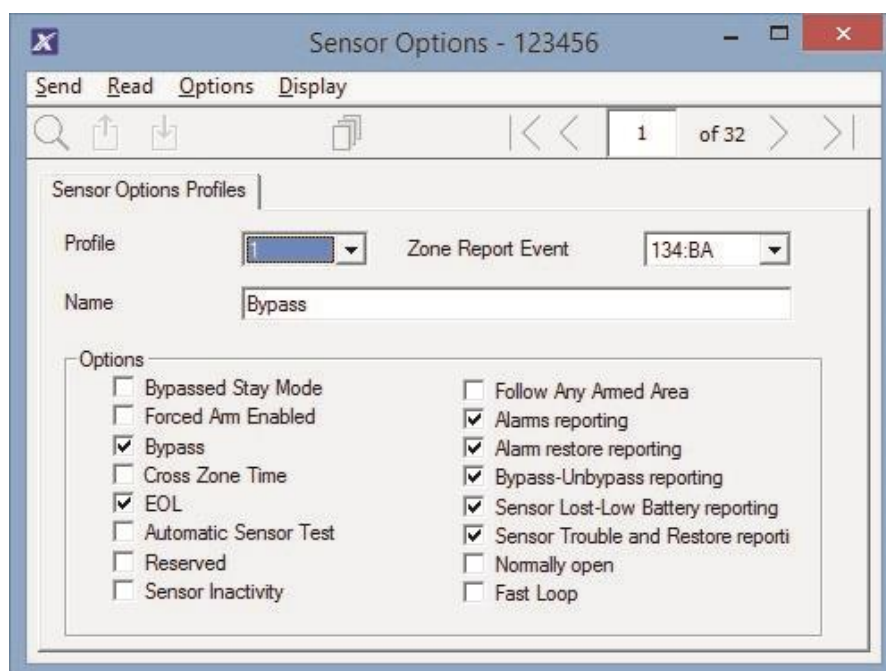 X
Sensor Options - 123456
Send Read Options Display
1 of 32
Sensor Options Profiles
Profile 1 Zone Report Event 134:BA
Name Bypass
Options
Bypassed Stay Mode
Forced Arm Enabled
Bypass
Cross Zone Time
EOL
Automatic Sensor Test
Reserved
Sensor Inactivity
Follow Any Armed Area
Alarms reporting
Alarm restore reporting
Bypass-Unbypass reporting
Sensor Lost-Low Battery reporting
Sensor Trouble and Restore reporti
Normally open
Fast Loop